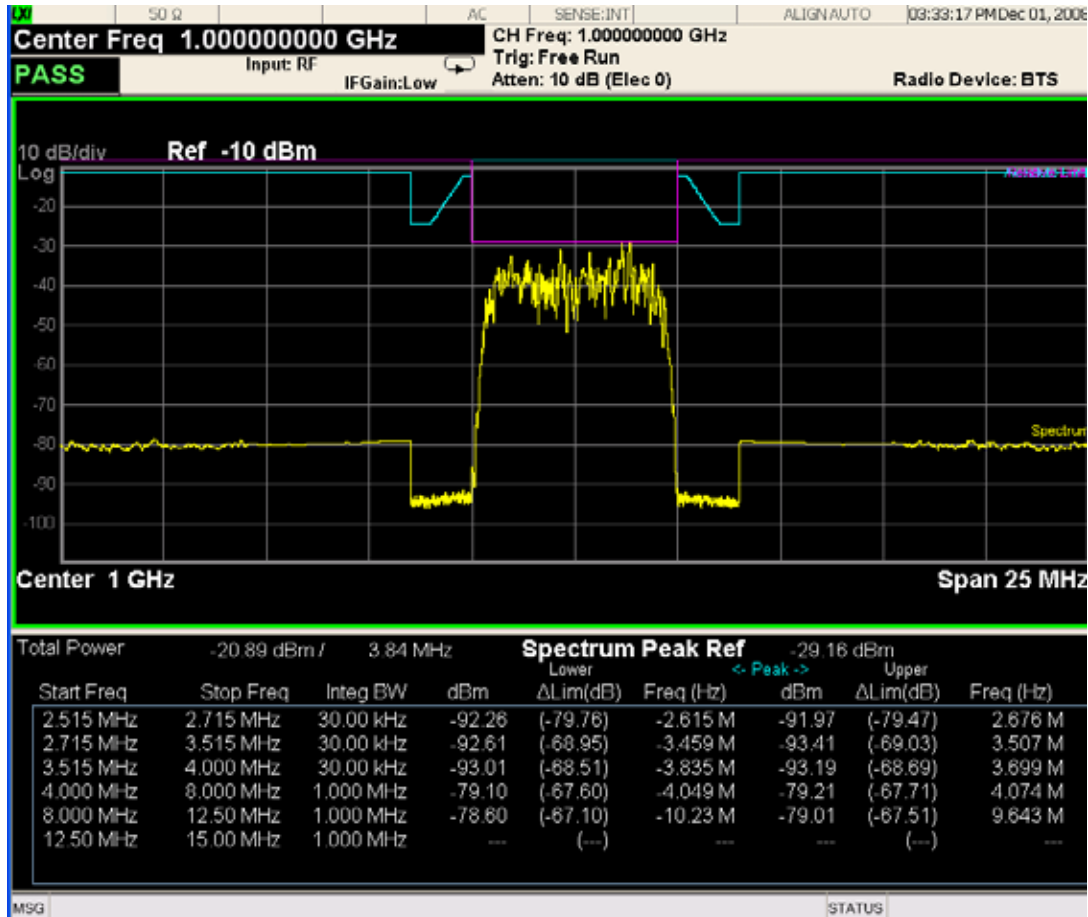 LXI 50 Ω AC SENSE:INT ALIGN AUTO 03:33:17 PM Dec 01, 2008
Center Freq 1.000000000 GHz CH Freq: 1.000000000 GHz
Input: RF Trig: Free Run
PASS IFGain:Low Atten: 10 dB (Elec 0) Radio Device: BTS
10 dB/div Ref -10 dBm
Log
-20
-30
-40
-50
-60
-70
-80
Spectrum
-90
-100
Center 1 GHz Span 25 MHz
Total Power -20.89 dBm / 3.84 MHz Spectrum Peak Ref -29.16 dBm
Lower <- Peak -> Upper
Start Freq Stop Freq Integ BW dBm ΔLim(dB) Freq (Hz) dBm ΔLim(dB) Freq (Hz)
2.515 MHz 2.715 MHz 30.00 kHz -92.26 (-79.76) -2.615 M -91.97 (-79.47) 2.676 M
2.715 MHz 3.515 MHz 30.00 kHz -92.61 (-68.95) -3.459 M -93.41 (-69.03) 3.507 M
3.515 MHz 4.000 MHz 30.00 kHz -93.01 (-68.51) -3.835 M -93.19 (-68.69) 3.699 M
4.000 MHz 8.000 MHz 1.000 MHz -79.10 (-67.60) -4.049 M -79.21 (-67.71) 4.074 M
8.000 MHz 12.50 MHz 1.000 MHz -78.60 (-67.10) -10.23 M -79.01 (-67.51) 9.643 M
12.50 MHz 15.00 MHz 1.000 MHz --- (---) --- --- (---) ---
MSG STATUS